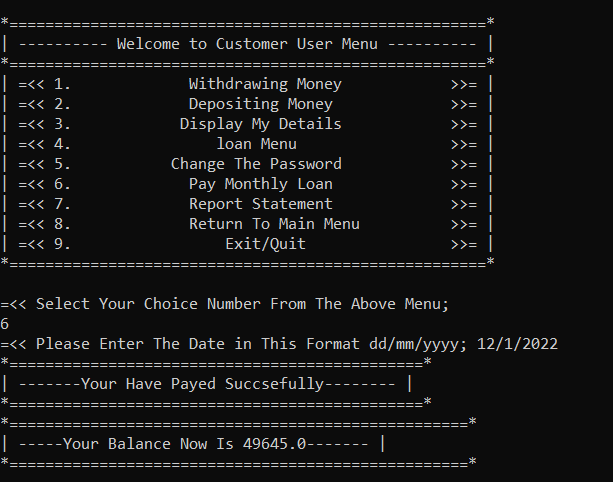 *=====================================================*
| ---------- Welcome to Customer User Menu ---------- |
*=====================================================*
| =<< 1.             Withdrawing Money            >>= |
| =<< 2.             Depositing Money             >>= |
| =<< 3.            Display My Details            >>= |
| =<< 4.                loan Menu                 >>= |
| =<< 5.           Change The Password            >>= |
| =<< 6.             Pay Monthly Loan             >>= |
| =<< 7.             Report Statement             >>= |
| =<< 8.             Return To Main Menu          >>= |
| =<< 9.                 Exit/Quit                >>= |
*=====================================================*
=<< Select Your Choice Number From The Above Menu;
6
=<< Please Enter The Date in This Format dd/mm/yyyy; 12/1/2022
*==============================================*
| -------Your Have Payed Succsefully-------- |
*==============================================*
*===================================================*
| -----Your Balance Now Is 49645.0------- |
*===================================================*